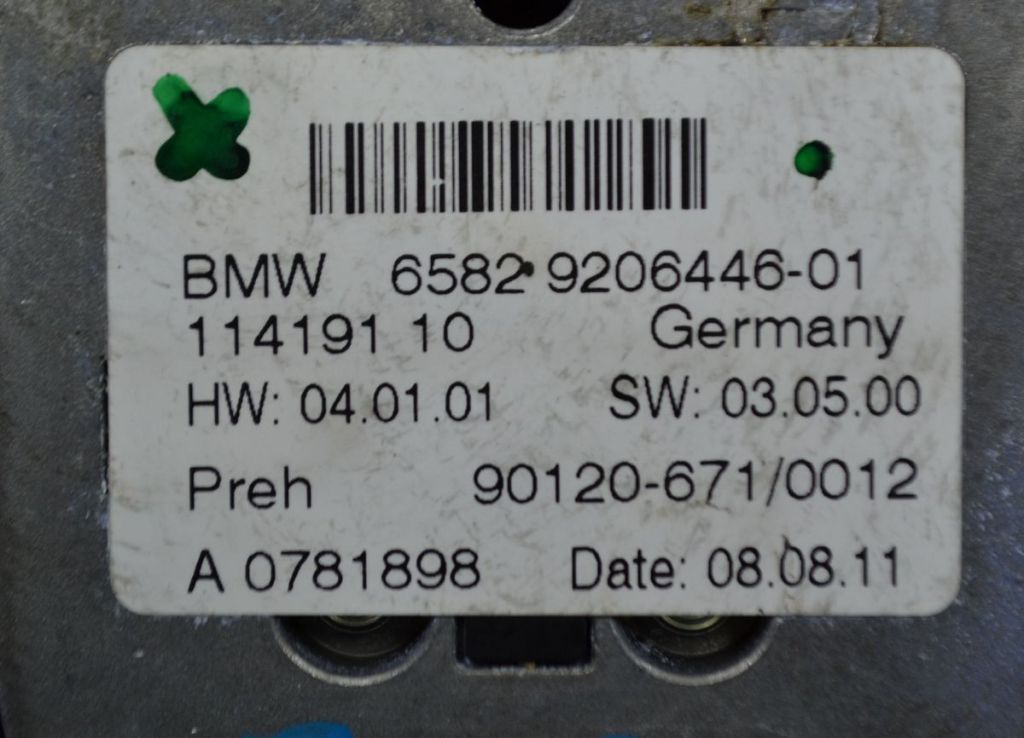 BMW 6582 9206446-01
114191 10 Germany
HW: 04.01.01 SW: 03.05.00
Preh 90120-671/0012
A 0781898 Date: 08.08.11